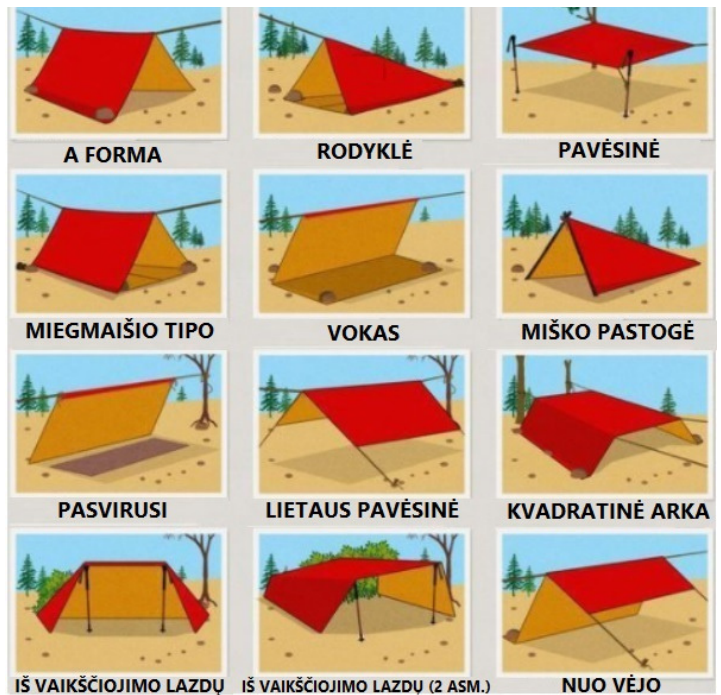 A FORMA
RODYKLĖ
PAVĖSINĖ
MIEGMAIŠIO TIPO
VOKAS
MIŠKO PASTOGĖ
PASVIRUSI
LIETAUS PAVĖSINĖ
KVADRATINĖ ARKA
IŠ VAIKŠČIOJIMO LAZDŲ
IŠ VAIKŠČIOJIMO LAZDŲ (2 ASM.)
NUO VĖJO